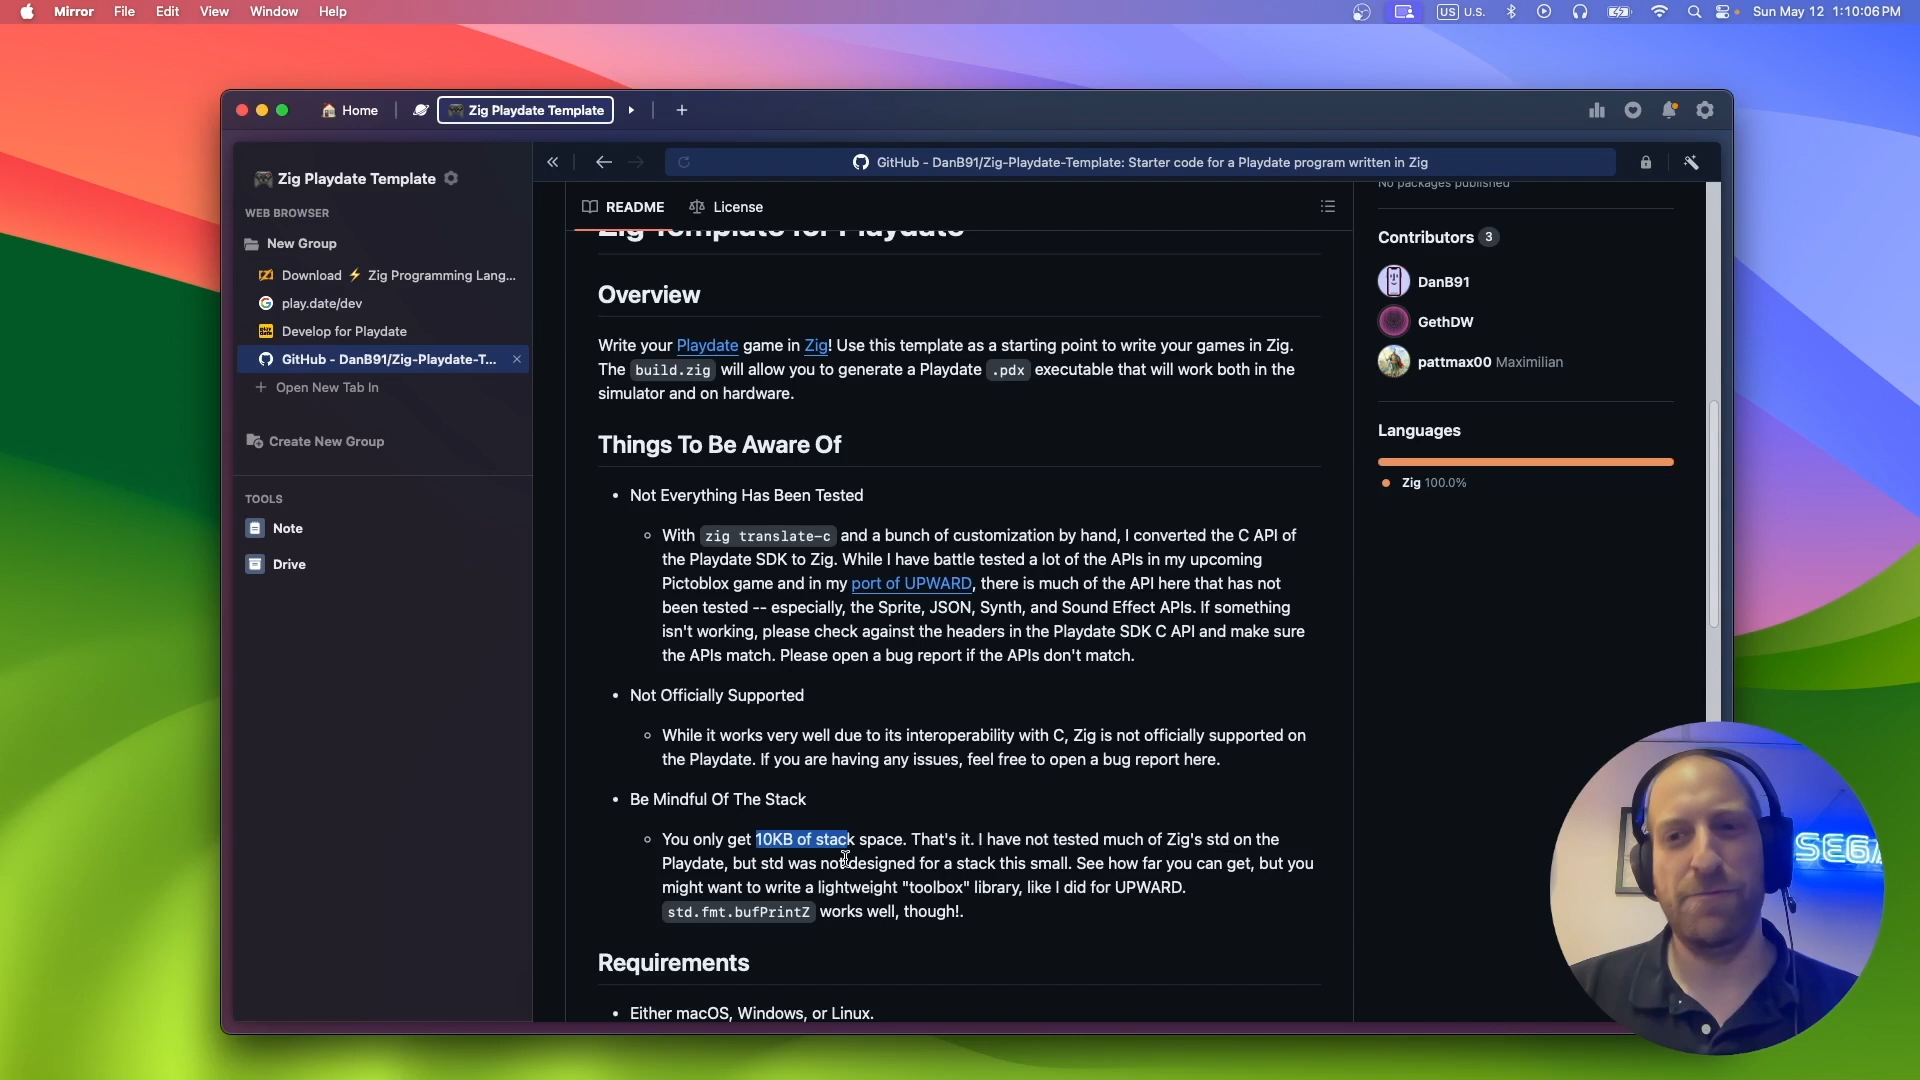 Mirror File Edit View Window Help
US U.S. Sun May 12 1:10:06 PM
Home Zig Playdate Template
Zig Playdate Template
GitHub - DanB91/Zig-Playdate-Template: Starter code for a Playdate program written in Zig
WEB BROWSER
New Group
Download ⚡ Zig Programming Lang...
play.date/dev
Develop for Playdate
GitHub - DanB91/Zig-Playdate-T...
Open New Tab In
Create New Group
TOOLS
Note
Drive
README License
Zig Template for Playdate
Overview
Write your Playdate game in Zig! Use this template as a starting point to write your games in Zig.
The build.zig will allow you to generate a Playdate .pdx executable that will work both in the
simulator and on hardware.
Things To Be Aware Of
• Not Everything Has Been Tested
With zig translate-c and a bunch of customization by hand, I converted the C API of
the Playdate SDK to Zig. While I have battle tested a lot of the APIs in my upcoming
Pictoblox game and in my port of UPWARD, there is much of the API here that has not
been tested -- especially, the Sprite, JSON, Synth, and Sound Effect APIs. If something
isn't working, please check against the headers in the Playdate SDK C API and make sure
the APIs match. Please open a bug report if the APIs don't match.
• Not Officially Supported
While it works very well due to its interoperability with C, Zig is not officially supported on
the Playdate. If you are having any issues, feel free to open a bug report here.
• Be Mindful Of The Stack
You only get 10KB of stack space. That's it. I have not tested much of Zig's std on the
Playdate, but std was not designed for a stack this small. See how far you can get, but you
might want to write a lightweight "toolbox" library, like I did for UPWARD.
std.fmt.bufPrintZ works well, though!.
Requirements
• Either macOS, Windows, or Linux.
No packages published
Contributors 3
DanB91
GethDW
pattmax00 Maximilian
Languages
Zig 100.0%
SEGA